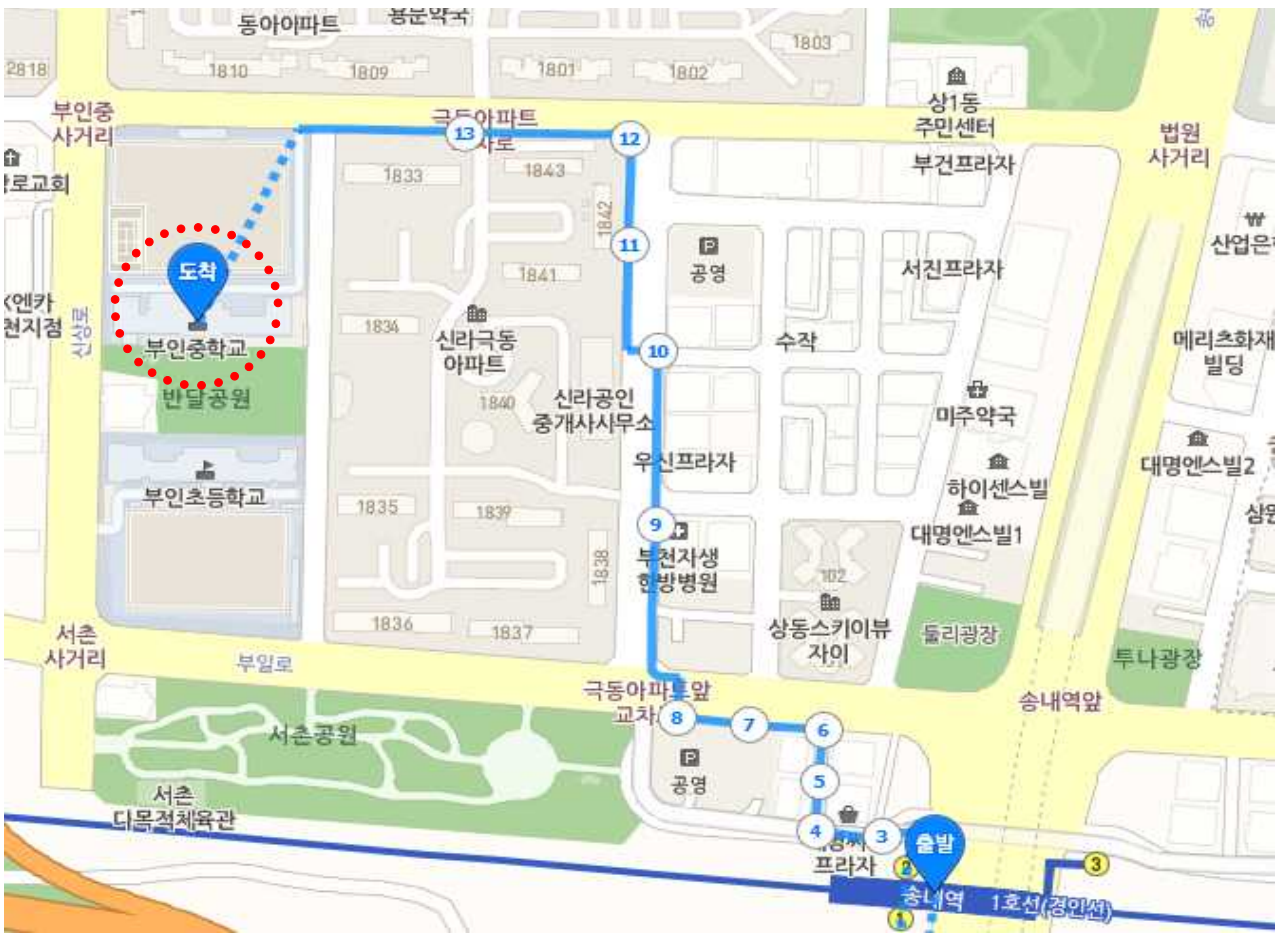 동아아파트
용문약국
1803
2818
1810
1809
1801
1802
상1동
주민센터
부인중
사거리
극동아파트
13
12
법원
사거리
부건프라자
1833
1843
1842
산업은
11
P
공영
도착
1841
서진프라자
신상로
1834
신라극동
아파트
10
수작
메리츠화재
빌딩
부인중학교
반달공원
1840
신라공인
중개사사무소
미주약국
우신프라자
대명엔스빌2
하이센스빌
부인초등학교
1835
1839
9
대명엔스빌1
부천자생
한방병원
1838
102
상동스카이뷰
자이
1836
1837
둘리광장
투나광장
서촌
사거리
부일로
극동아파트앞
송내역앞
8
7
6
서촌공원
P
공영
5
서촌
다목적체육관
4
3
출발
프라자
2
3
송내역
1호선(경인선)
1